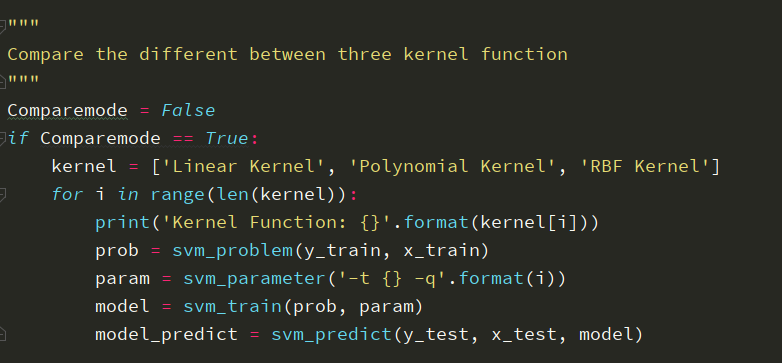 """
Compare the different between three kernel function
"""
Comparemode = False
if Comparemode == True:
    kernel = ['Linear Kernel', 'Polynomial Kernel', 'RBF Kernel']
    for i in range(len(kernel)):
        print('Kernel Function: {}'.format(kernel[i]))
        prob = svm_problem(y_train, x_train)
        param = svm_parameter('-t {} -q'.format(i))
        model = svm_train(prob, param)
        model_predict = svm_predict(y_test, x_test, model)